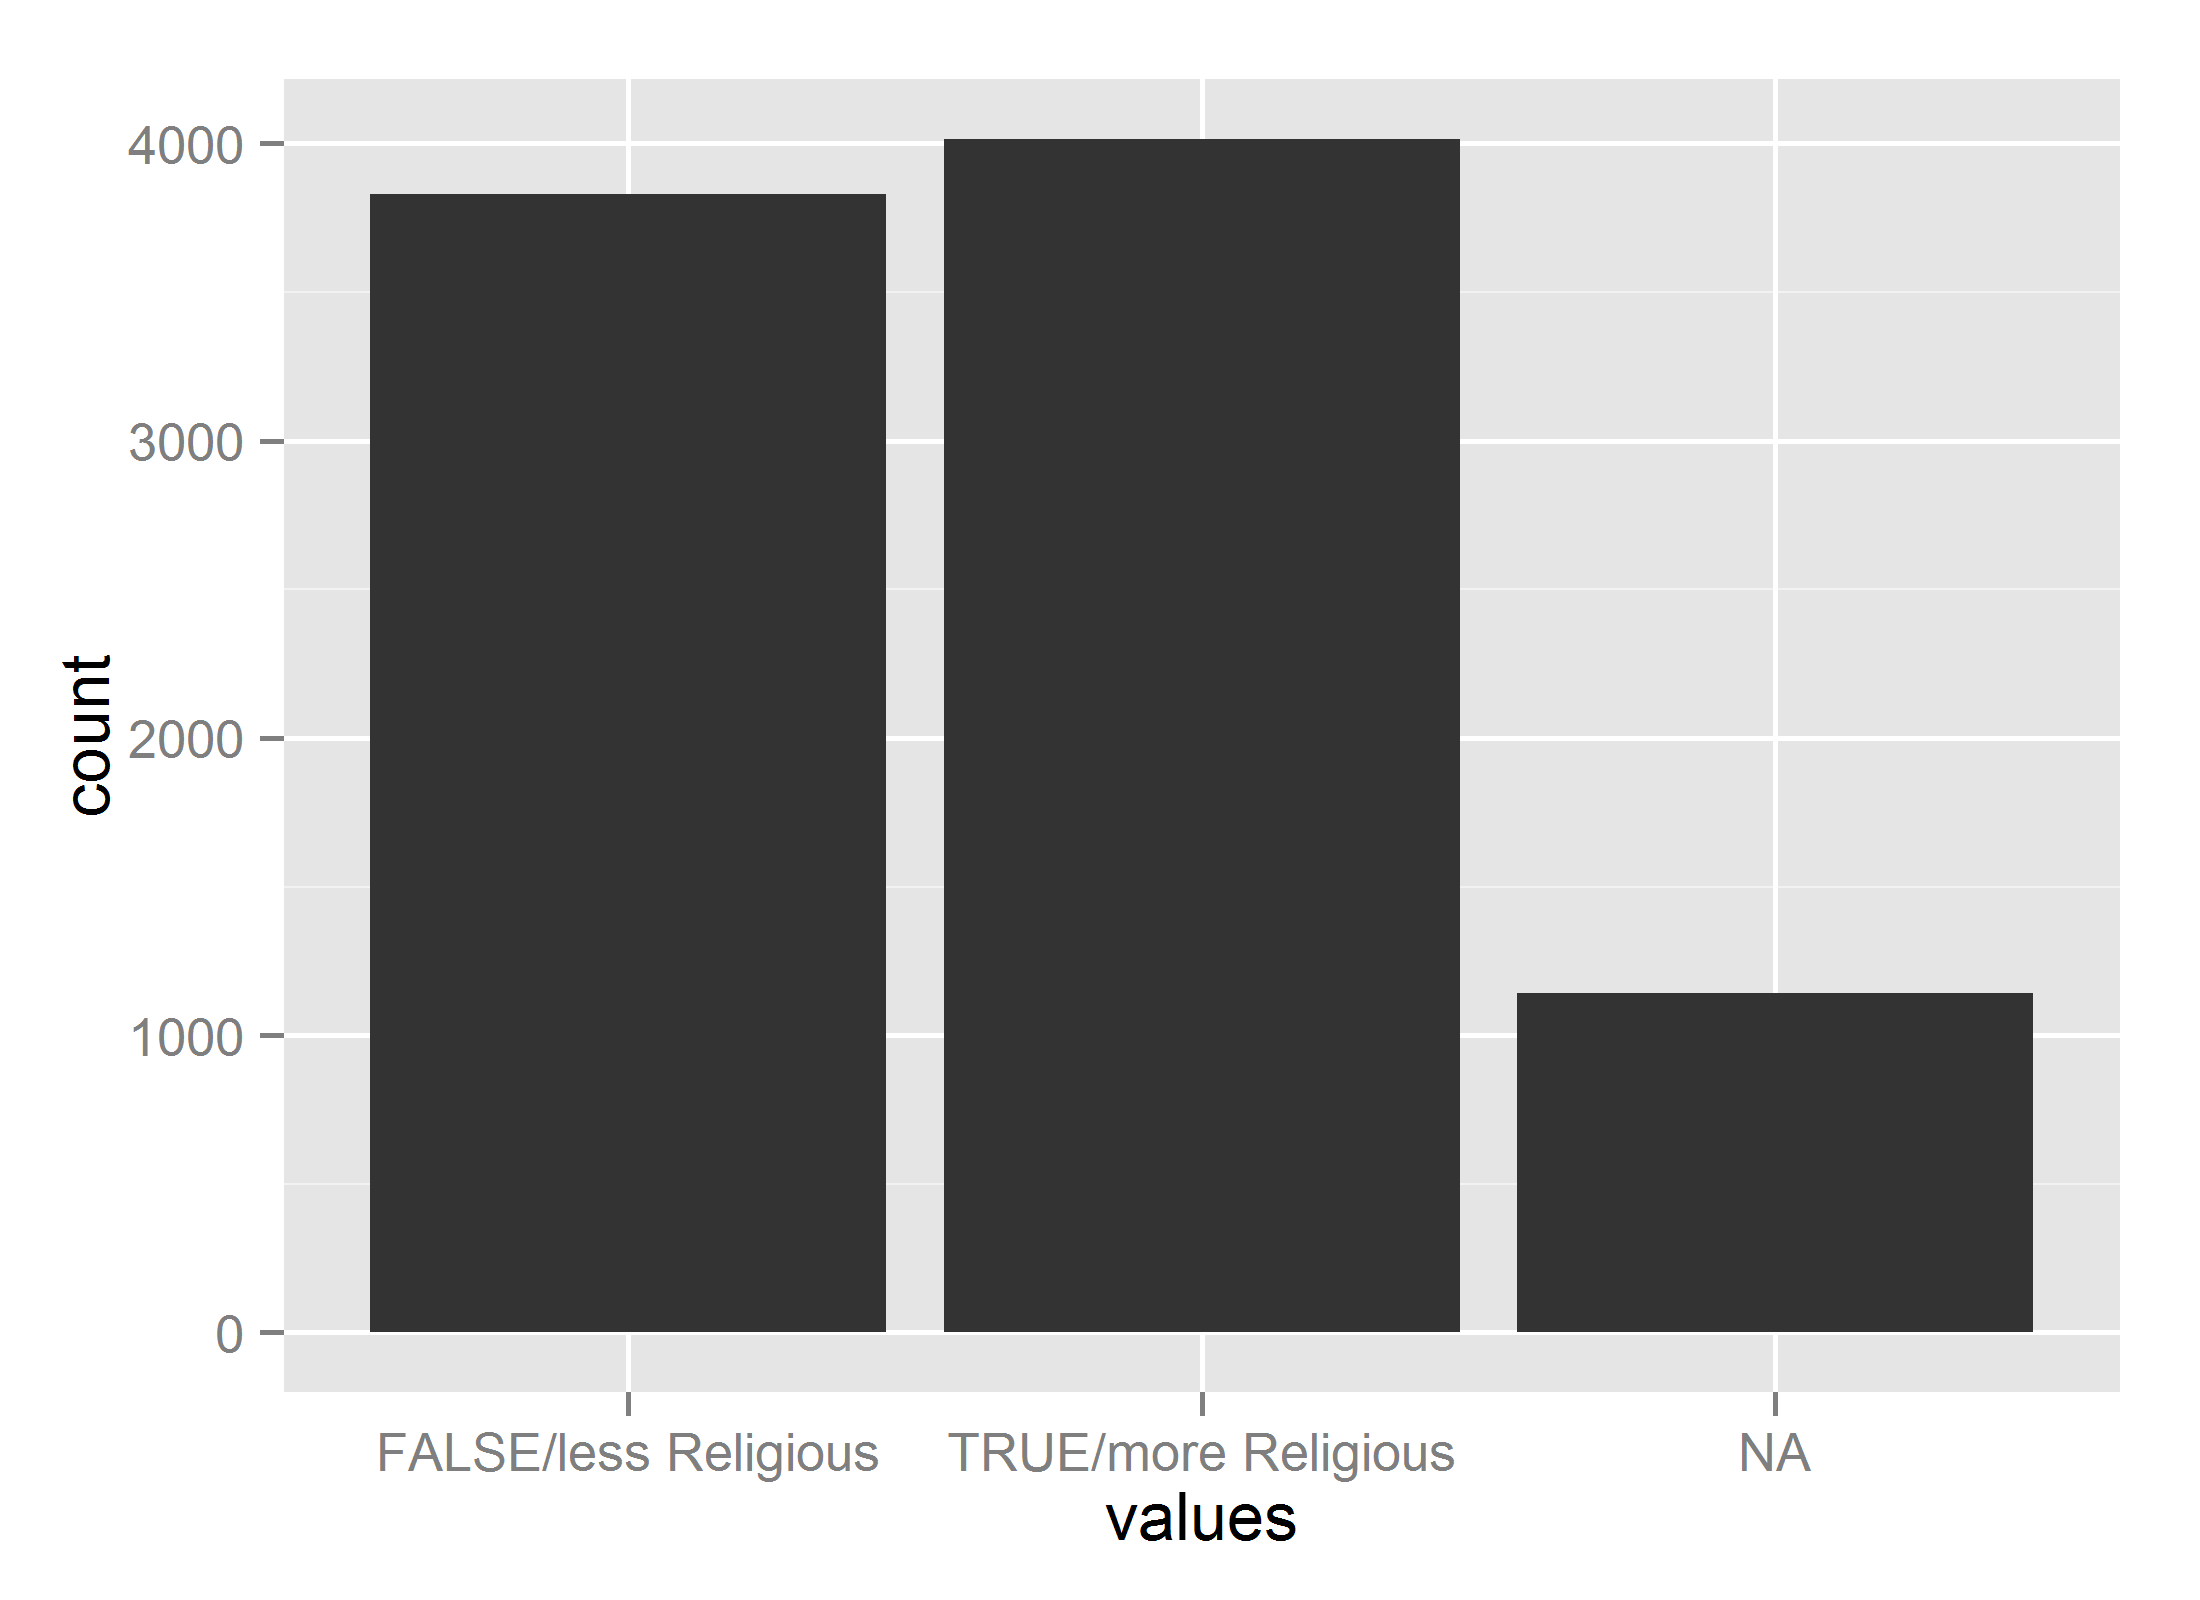 4000
3000
2000
1000
0
count
FALSE/less Religious
TRUE/more Religious
NA
values